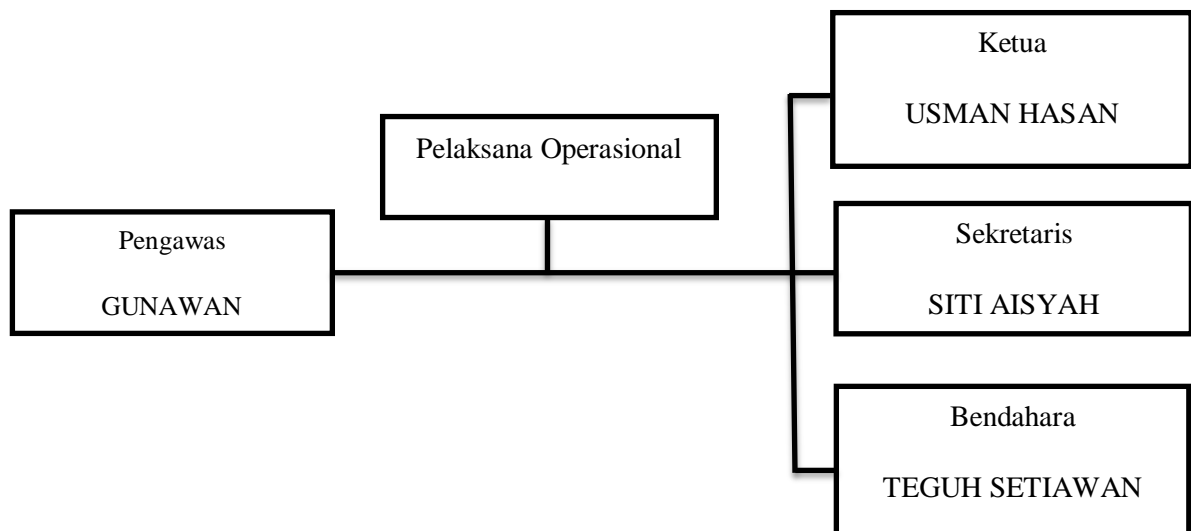 Ketua
USMAN HASAN
Pelaksana Operasional
Pengawas
GUNAWAN
Sekretaris
SITI AISYAH
Bendahara
TEGUH SETIAWAN